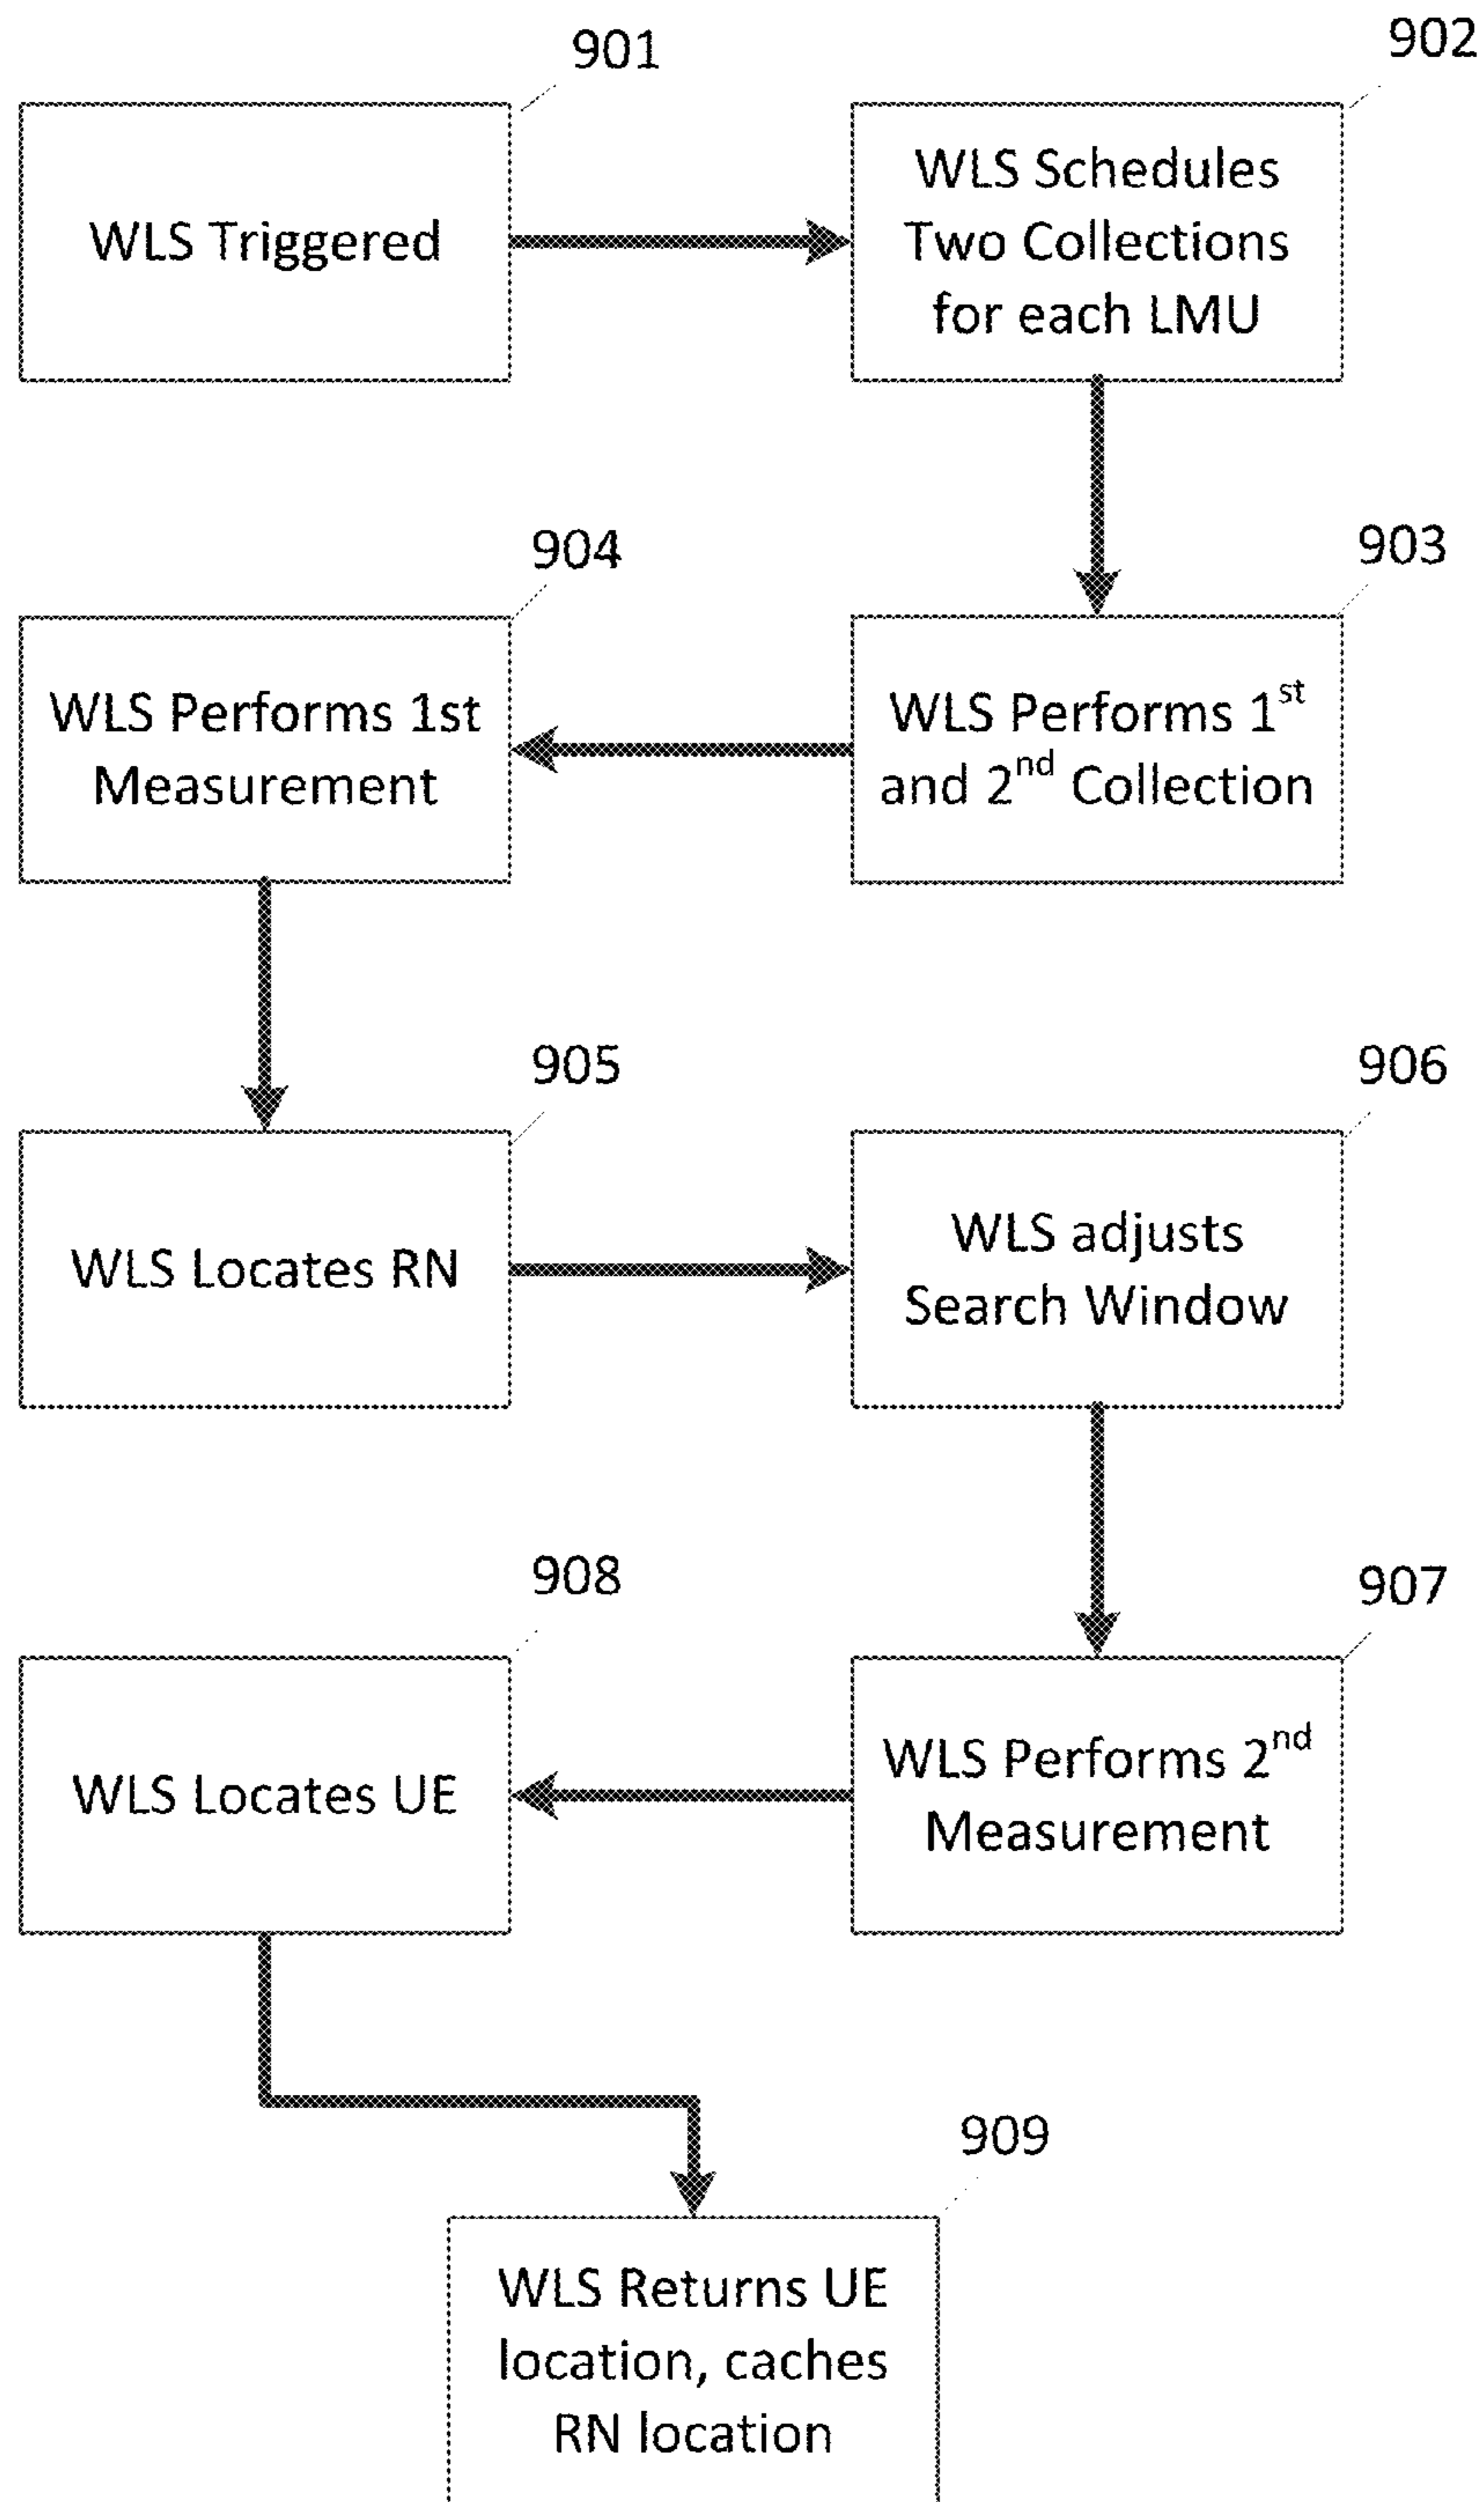 901
WLS Triggered
902
WLS Schedules
Two Collections
for each LMU
903
WLS Performs 1st
and 2nd Collection
904
WLS Performs 1st
Measurement
905
WLS Locates RN
906
WLS adjusts
Search Window
907
WLS Performs 2nd
Measurement
908
WLS Locates UE
909
WLS Returns UE
location, caches
RN location